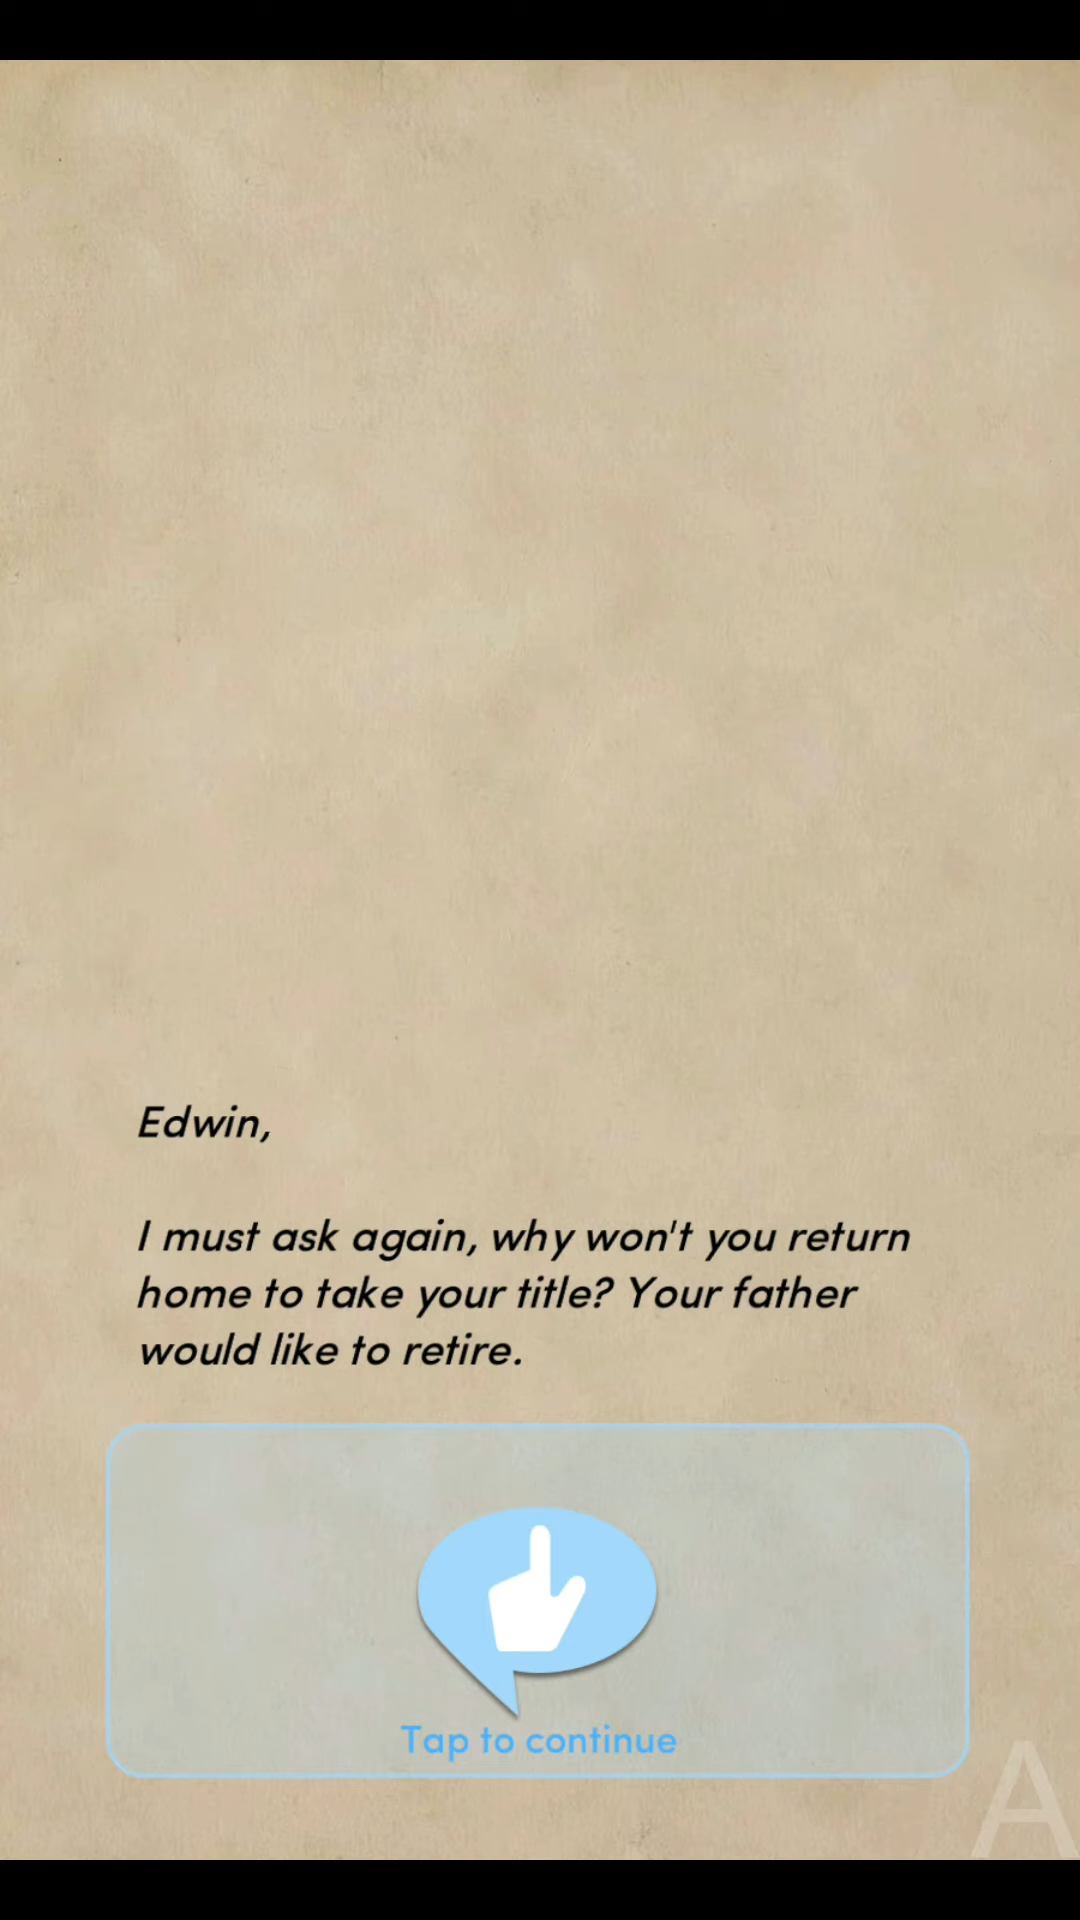 Edwin,
I must ask again, why won't you return
home to take your title? Your father
would like to retire.
Tap to continue
A